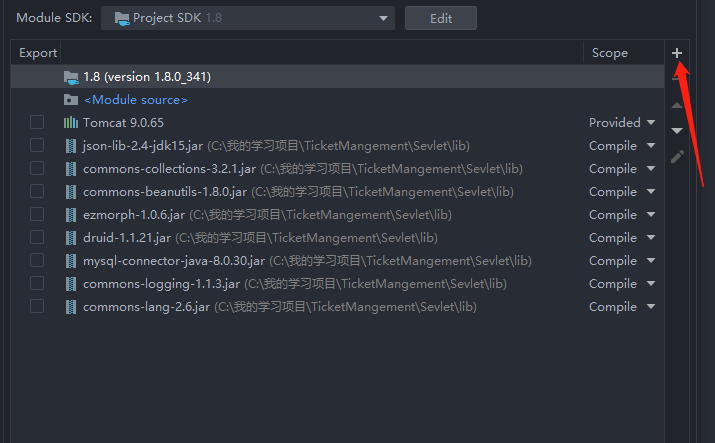 Module SDK: Project SDK 1.8 Edit
Export Scope
1.8 (version 1.8.0_341)
<Module source>
Tomcat 9.0.65 Provided
json-lib-2.4-jdk15.jar (C:\我的学习项目\TicketMangement\Sevlet\lib) Compile
commons-collections-3.2.1.jar (C:\我的学习项目\TicketMangement\Sevlet\lib) Compile
commons-beanutils-1.8.0.jar (C:\我的学习项目\TicketMangement\Sevlet\lib) Compile
ezmorph-1.0.6.jar (C:\我的学习项目\TicketMangement\Sevlet\lib) Compile
druid-1.1.21.jar (C:\我的学习项目\TicketMangement\Sevlet\lib) Compile
mysql-connector-java-8.0.30.jar (C:\我的学习项目\TicketMangement\Sevlet\lib) Compile
commons-logging-1.1.3.jar (C:\我的学习项目\TicketMangement\Sevlet\lib) Compile
commons-lang-2.6.jar (C:\我的学习项目\TicketMangement\Sevlet\lib) Compile